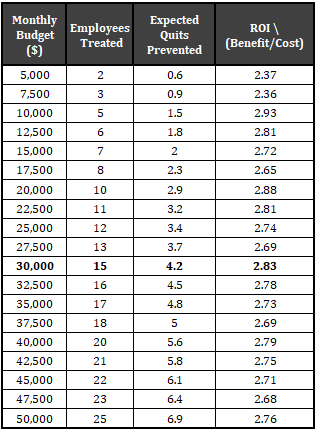 Monthly Budget ($) Employees Treated Expected Quits Prevented ROI \ (Benefit/Cost)
5,000 2 0.6 2.37
7,500 3 0.9 2.36
10,000 5 1.5 2.93
12,500 6 1.8 2.81
15,000 7 2 2.72
17,500 8 2.3 2.65
20,000 10 2.9 2.88
22,500 11 3.2 2.81
25,000 12 3.4 2.74
27,500 13 3.7 2.69
30,000 15 4.2 2.83
32,500 16 4.5 2.78
35,000 17 4.8 2.73
37,500 18 5 2.69
40,000 20 5.6 2.79
42,500 21 5.8 2.75
45,000 22 6.1 2.71
47,500 23 6.4 2.68
50,000 25 6.9 2.76